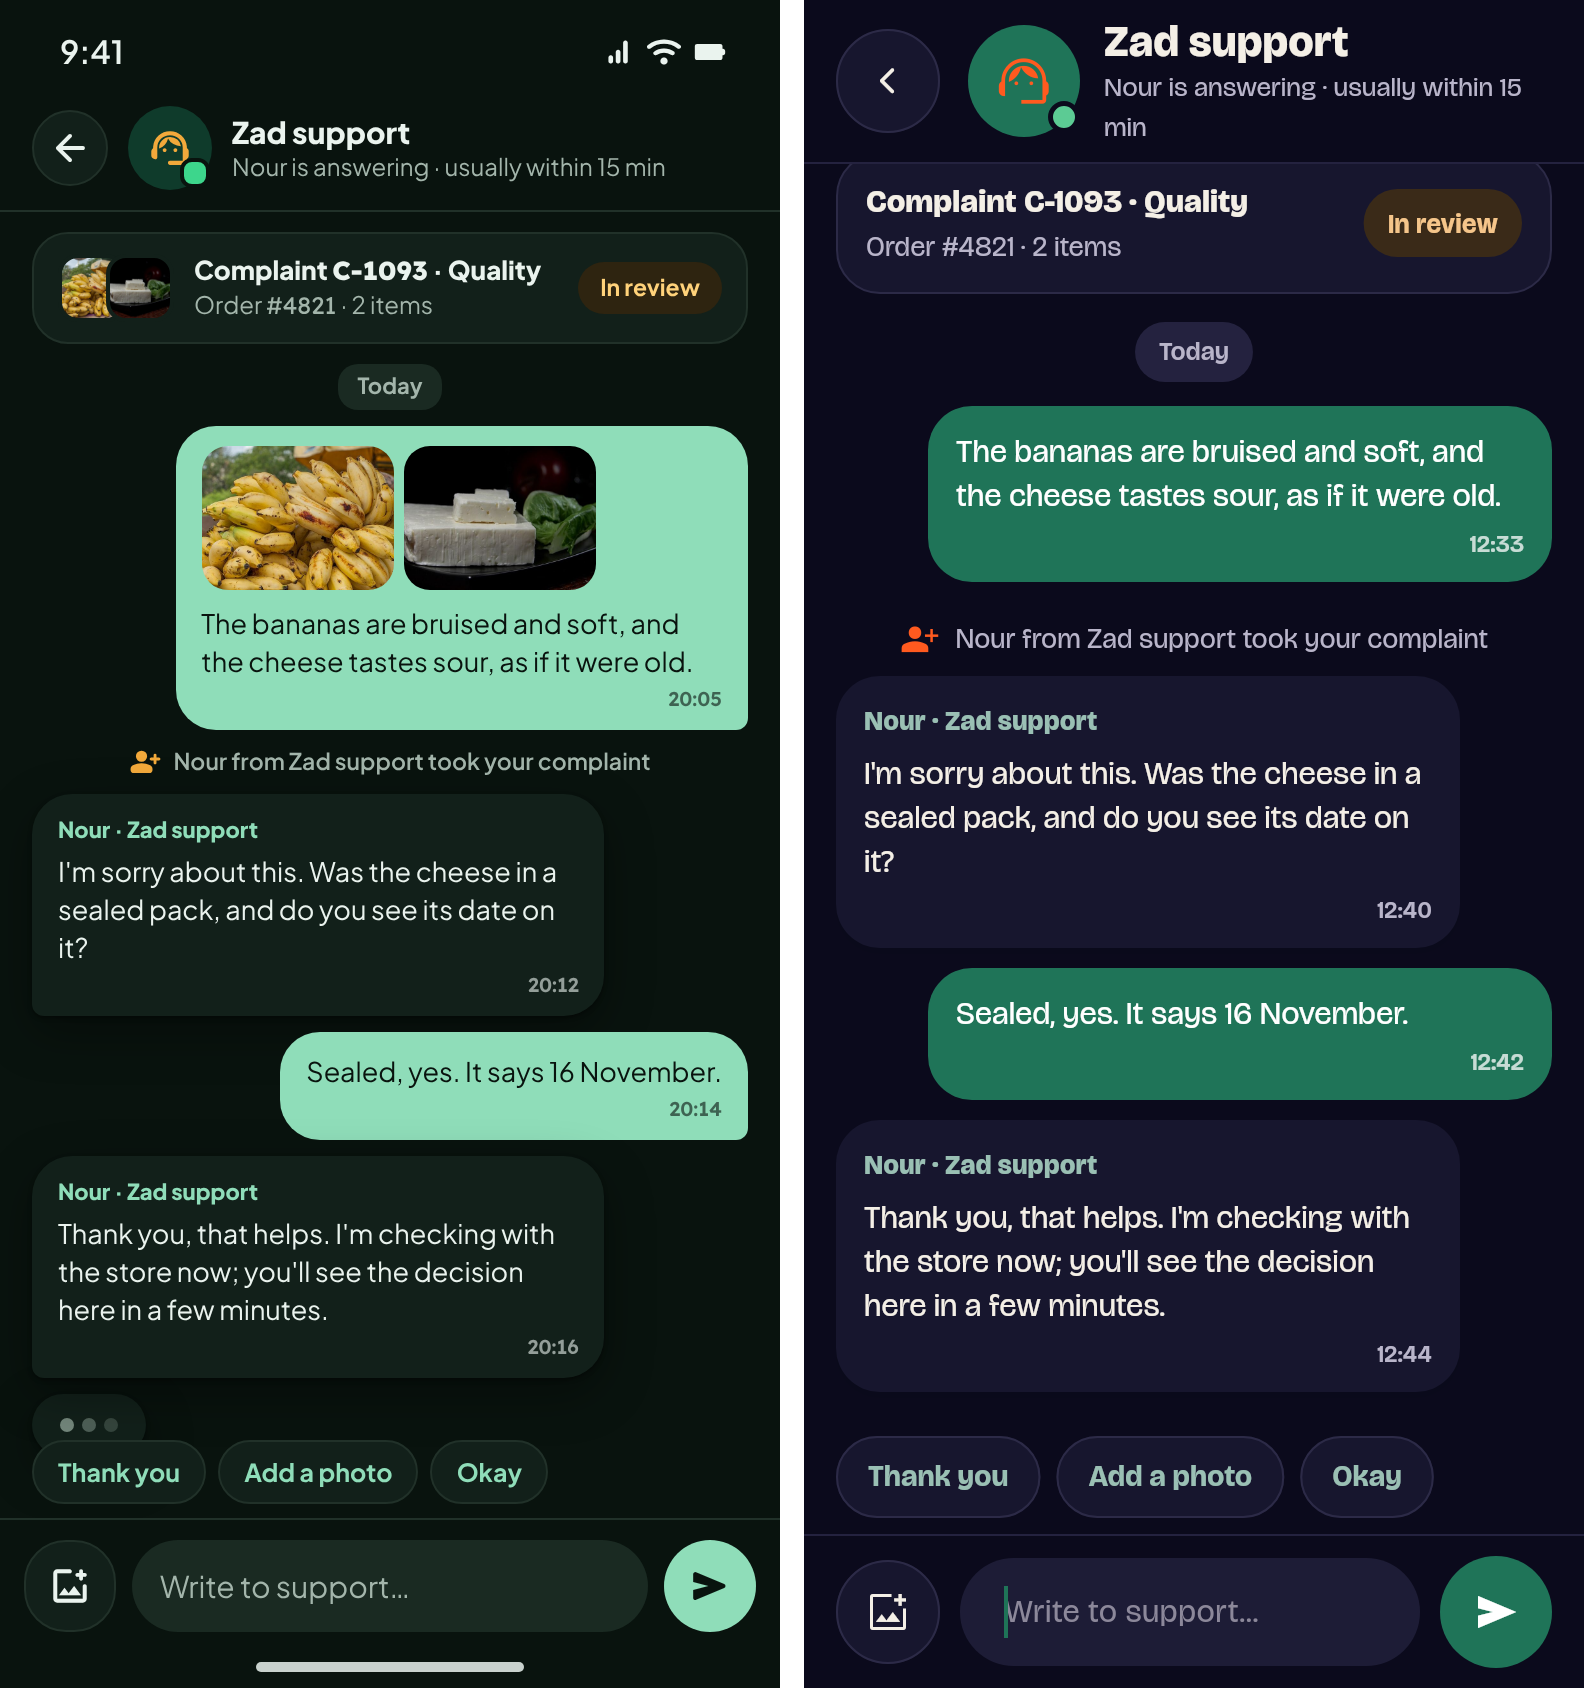 9:41
Zad support
Nour is answering · usually within 15 min
Complaint C-1093 · Quality
Order #4821 · 2 items
In review
Today
The bananas are bruised and soft, and
the cheese tastes sour, as if it were old.
20:05
Nour from Zad support took your complaint
Nour · Zad support
I'm sorry about this. Was the cheese in a
sealed pack, and do you see its date on
it?
20:12
Sealed, yes. It says 16 November.
20:14
Nour · Zad support
Thank you, that helps. I'm checking with
the store now; you'll see the decision
here in a few minutes.
20:16
Thank you
Add a photo
Okay
Write to support...
Zad support
Nour is answering · usually within 15
min
Complaint C-1093 · Quality
Order #4821 · 2 items
In review
Today
The bananas are bruised and soft, and
the cheese tastes sour, as if it were old.
12:33
Nour from Zad support took your complaint
Nour · Zad support
I'm sorry about this. Was the cheese in a
sealed pack, and do you see its date on
it?
12:40
Sealed, yes. It says 16 November.
12:42
Nour · Zad support
Thank you, that helps. I'm checking with
the store now; you'll see the decision
here in a few minutes.
12:44
Thank you
Add a photo
Okay
Write to support...